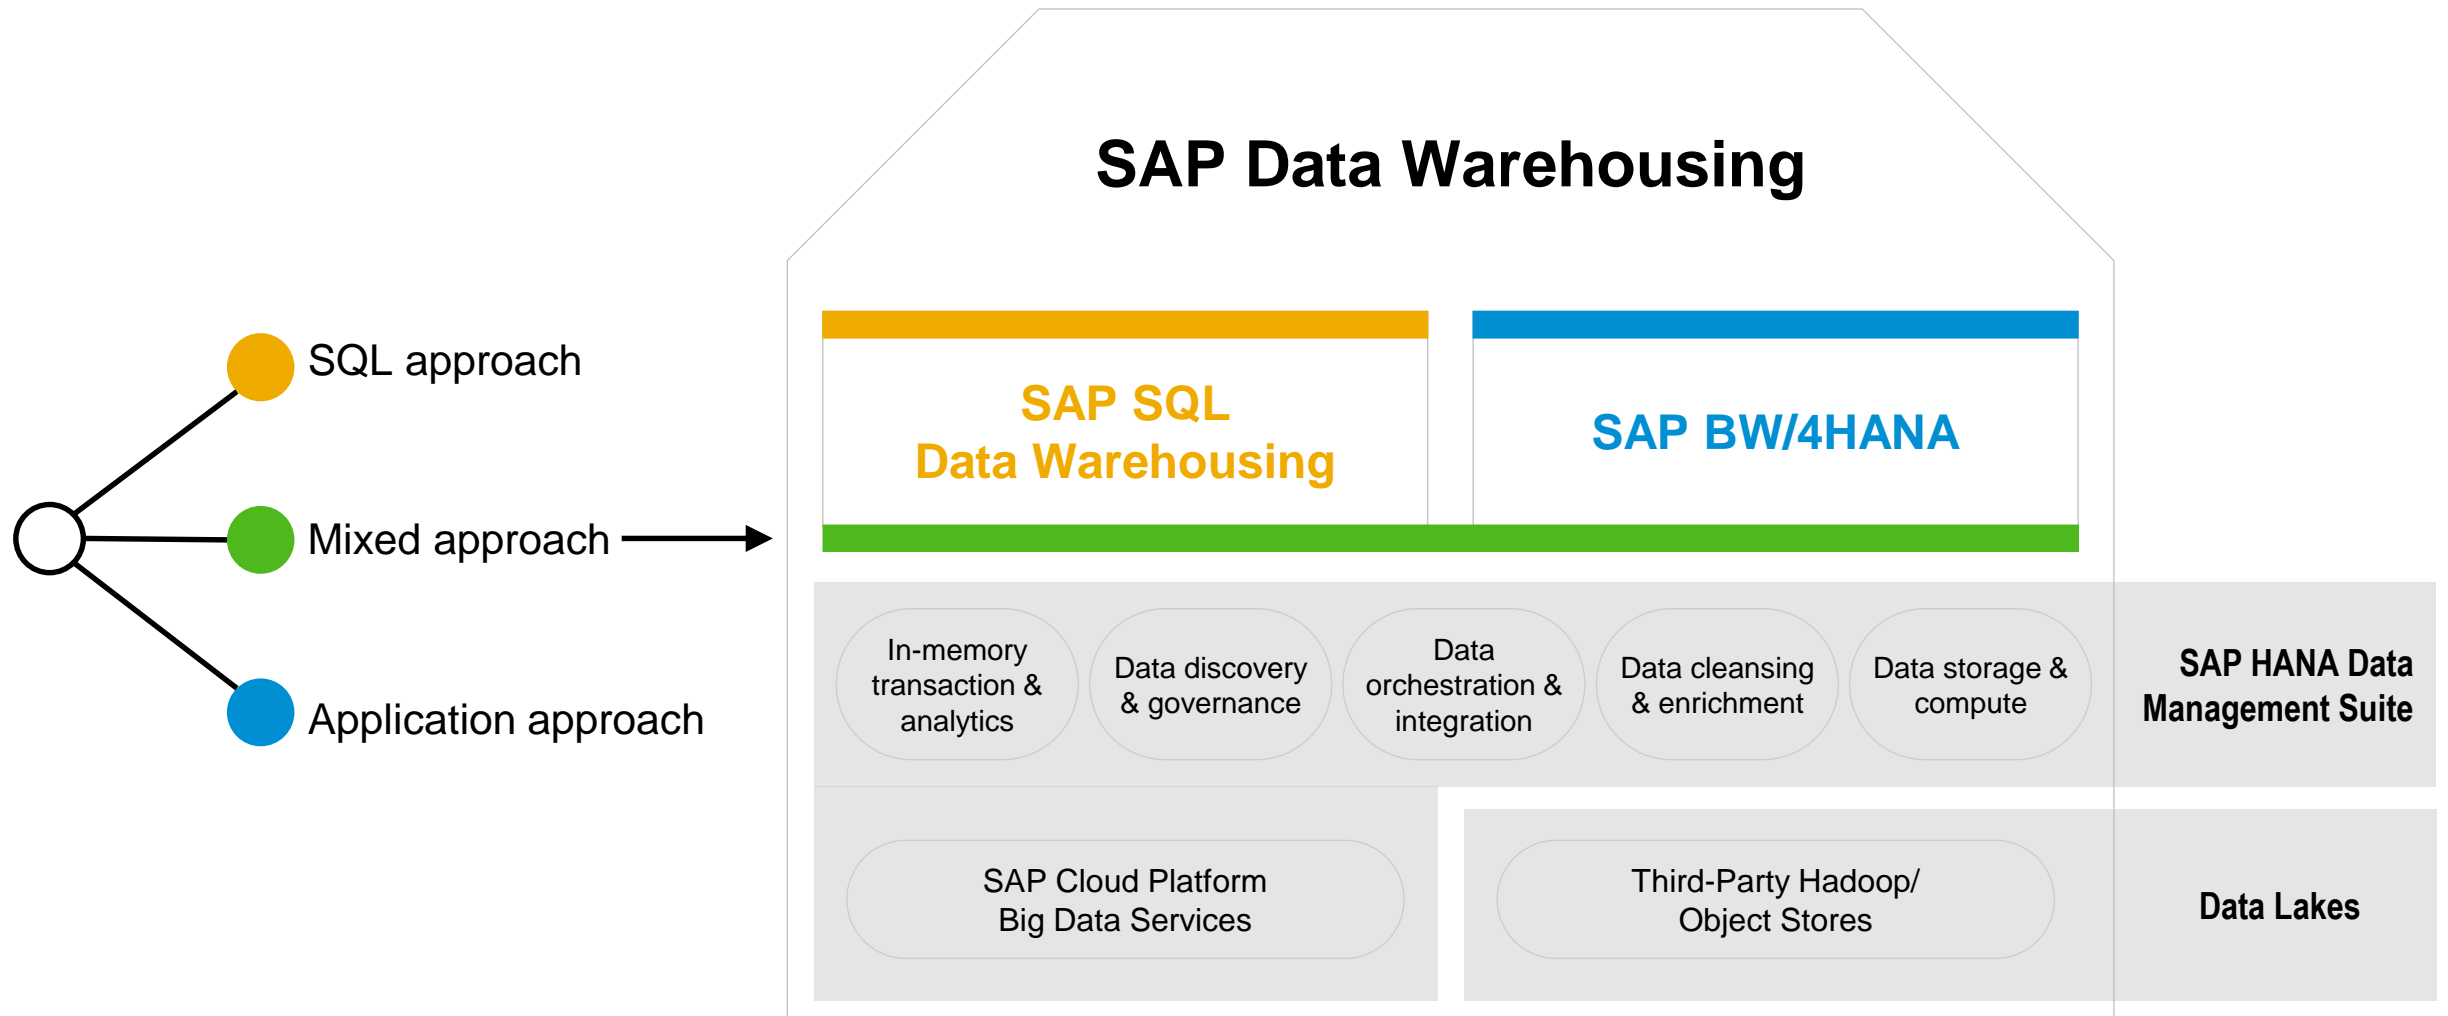 SAP Data Warehousing
SQL approach
Mixed approach
Application approach
SAP SQL
Data Warehousing
SAP BW/4HANA
In-memory
transaction &
analytics
Data discovery
& governance
Data
orchestration &
integration
Data cleansing
& enrichment
Data storage &
compute
SAP HANA Data
Management Suite
SAP Cloud Platform
Big Data Services
Third-Party Hadoop/
Object Stores
Data Lakes